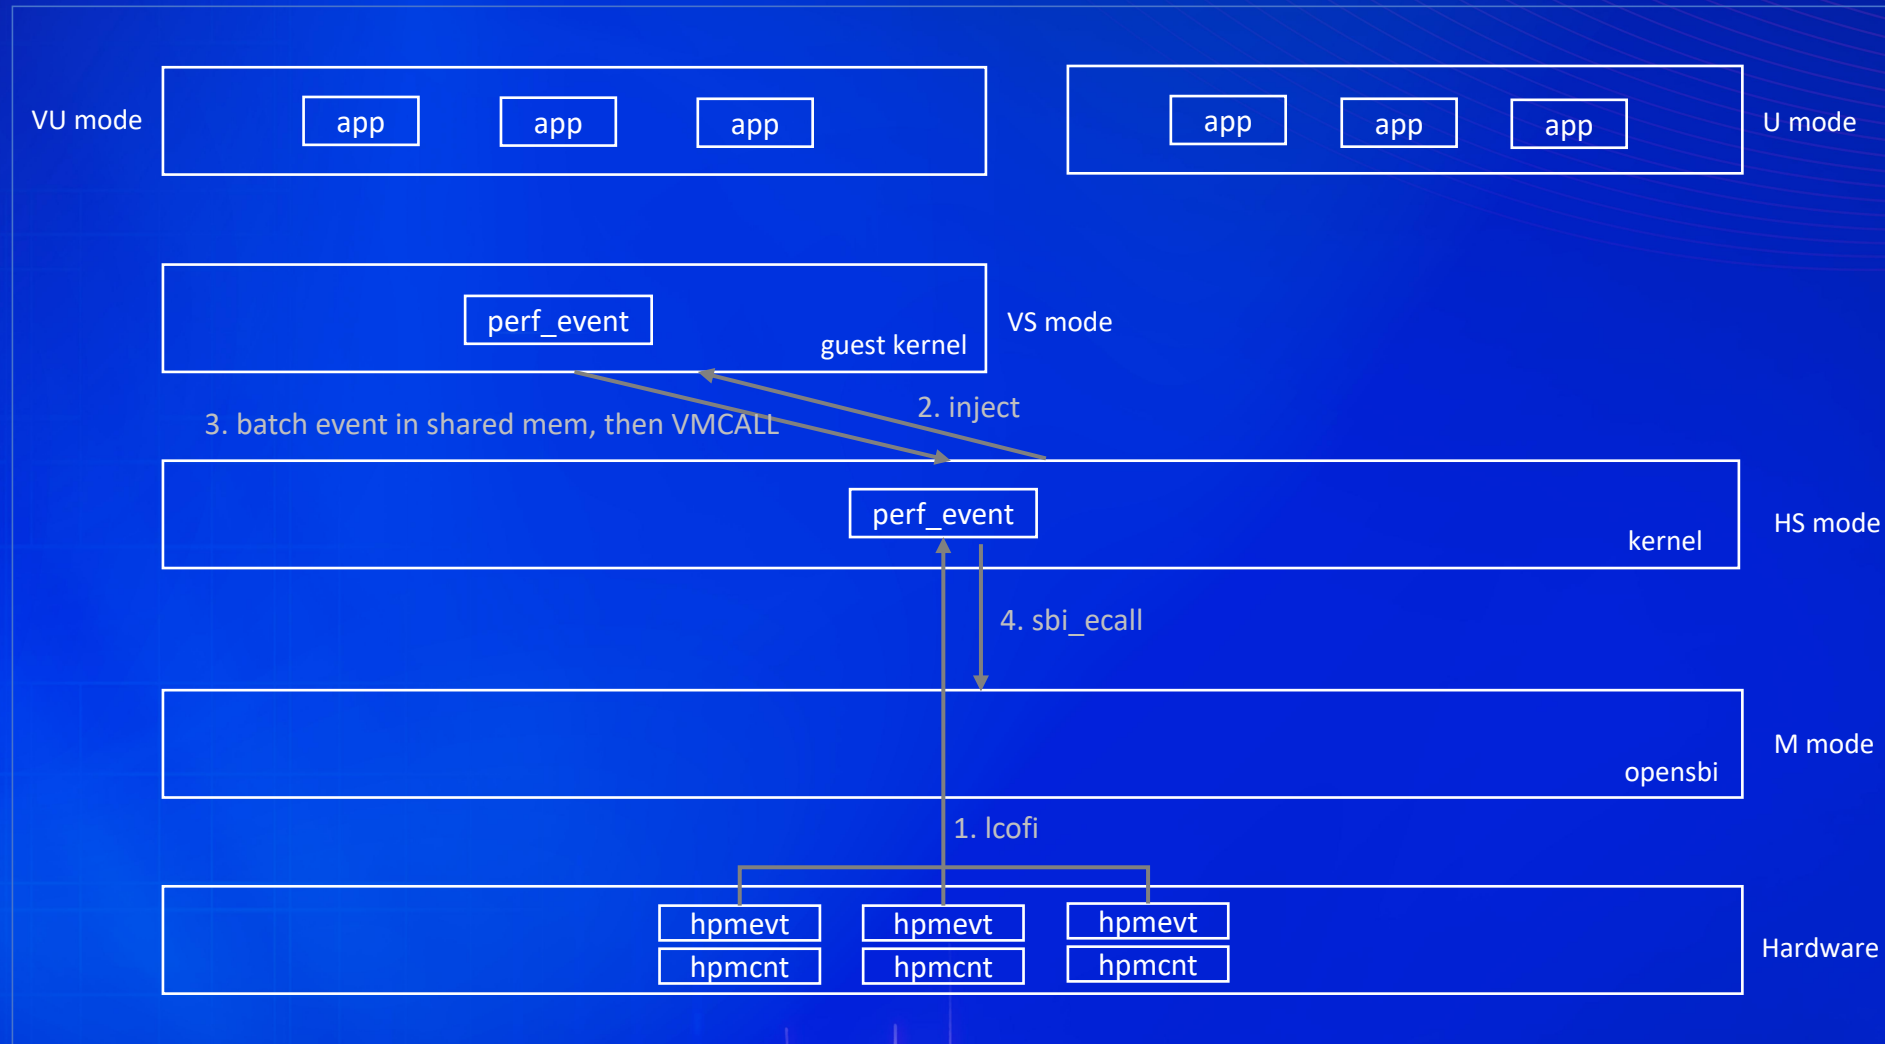 VU mode
app
app
app
app
app
app
U mode
perf_event
guest kernel
VS mode
2. inject
3. batch event in shared mem, then VMCALL
perf_event
kernel
HS mode
4. sbi_ecall
opensbi
M mode
1. lcofi
hpmevt
hpmevt
hpmevt
hpmcnt
hpmcnt
hpmcnt
Hardware